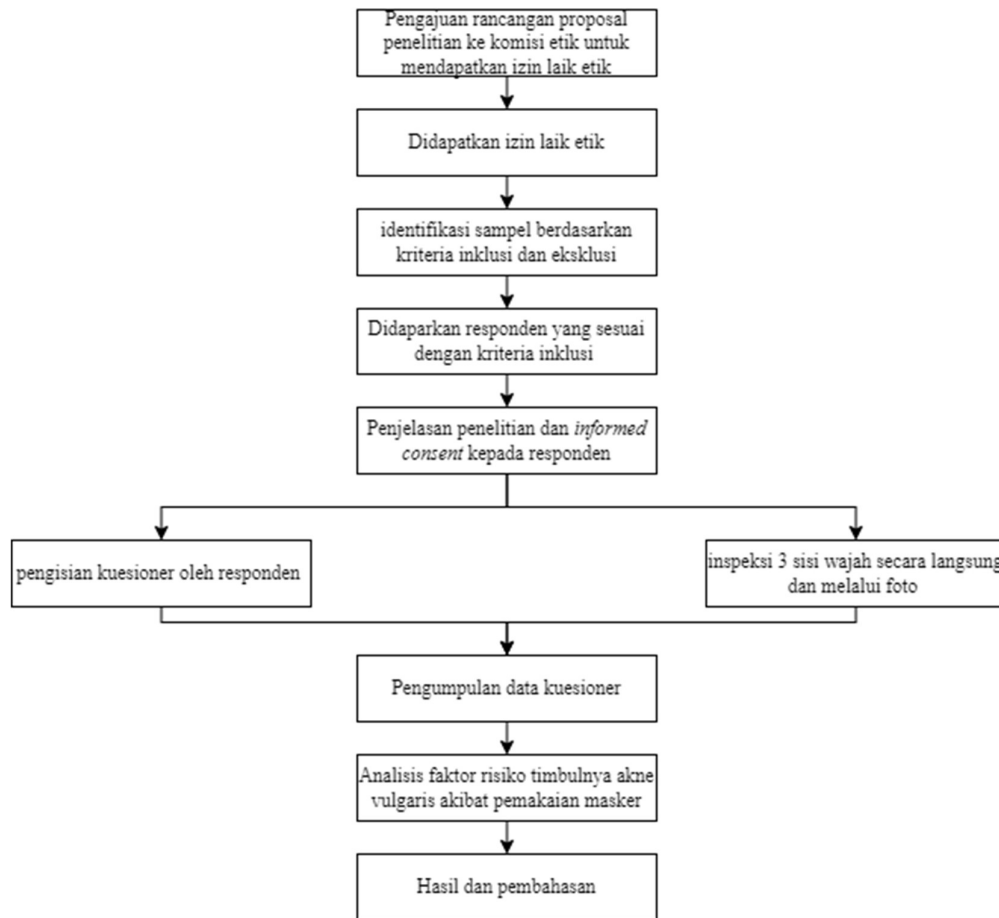 Pengajuan rancangan proposal
penelitian ke komisi etik untuk
mendapatkan izin laik etik
Didapatkan izin laik etik
identifikasi sampel berdasarkan
kriteria inklusi dan eksklusi
Didaparkan responden yang sesuai
dengan kriteria inklusi
Penjelasan penelitian dan informed
consent kepada responden
pengisian kuesioner oleh responden
inspeksi 3 sisi wajah secara langsung
dan melalui foto
Pengumpulan data kuesioner
Analisis faktor risiko timbulnya akne
vulgaris akibat pemakaian masker
Hasil dan pembahasan